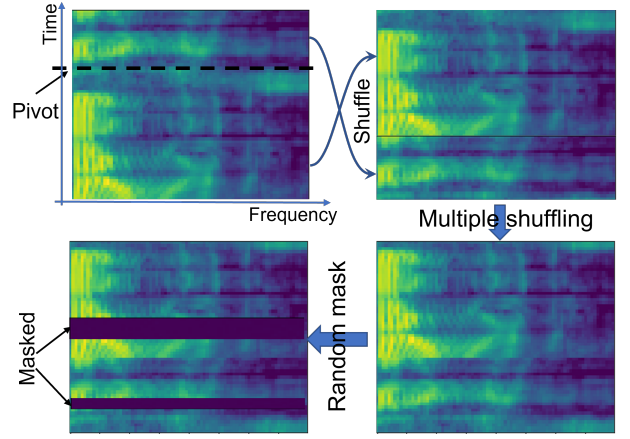 Time
Pivot
Frequency
Shuffle
Multiple shuffling
Random mask
Masked